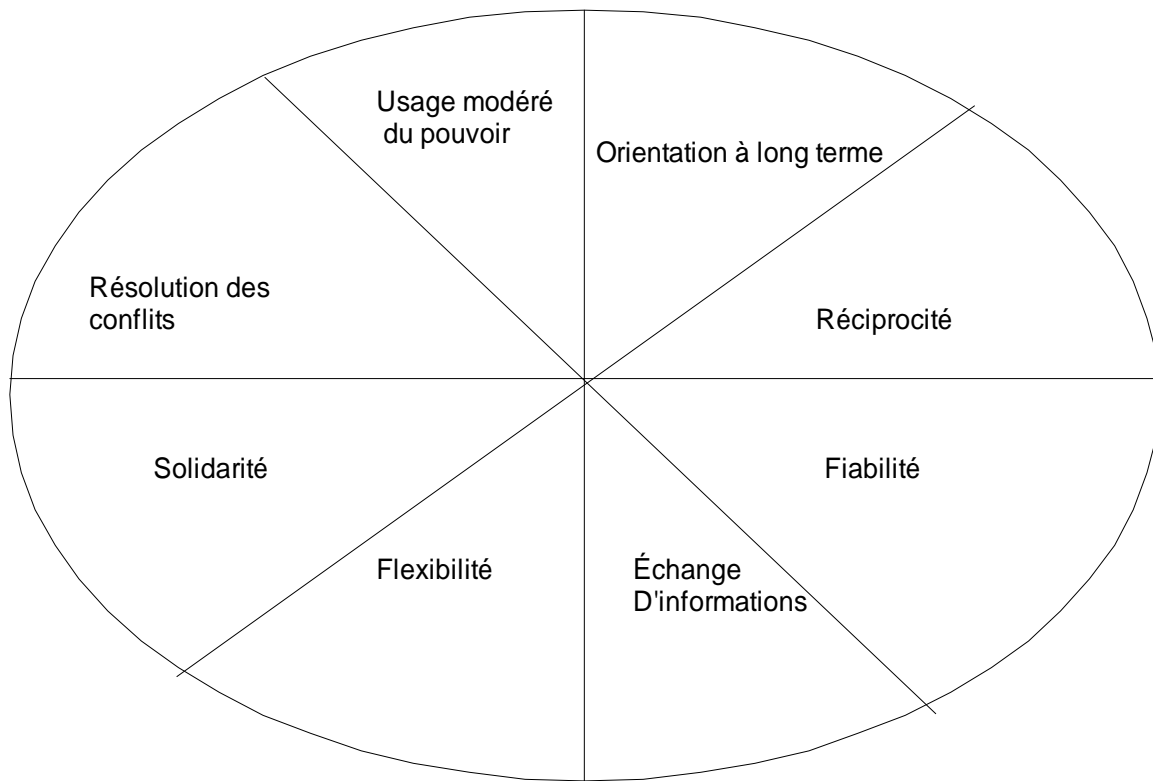 Usage modéré
du pouvoir
Orientation à long terme
Résolution des
conflits
Réciprocité
Solidarité
Fiabilité
Flexibilité
Échange
D'informations